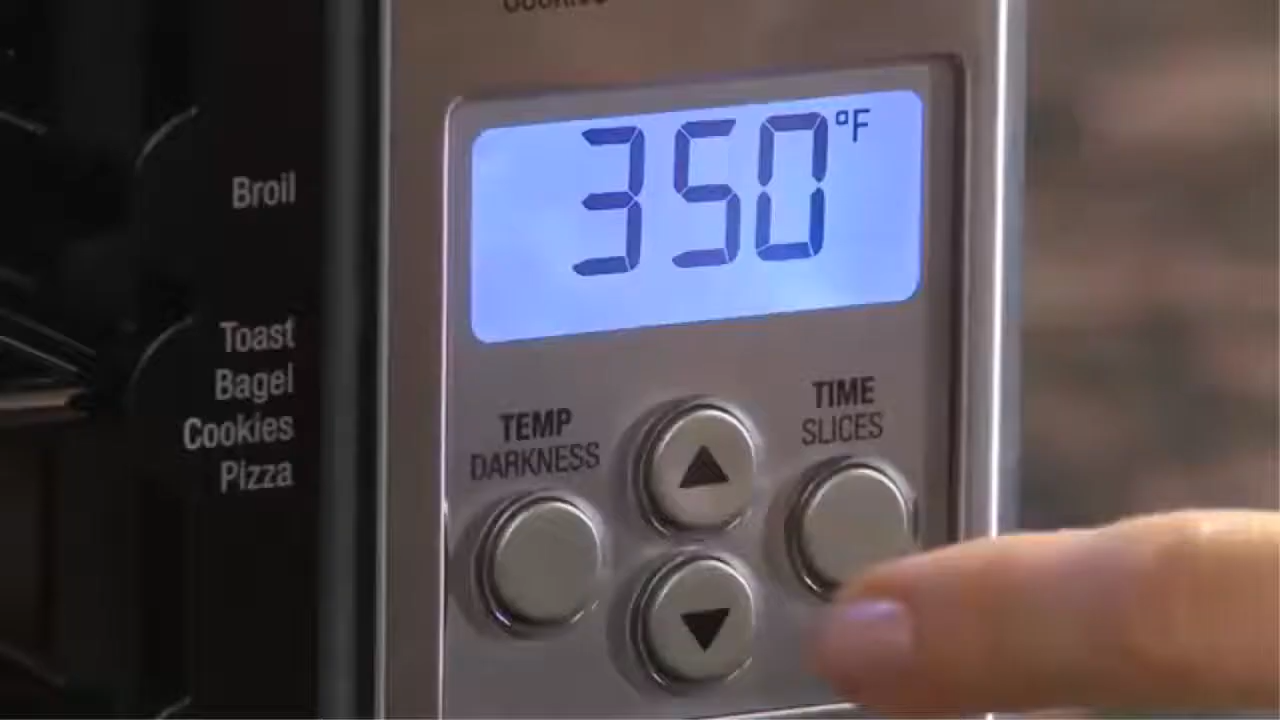 350°F
Broil
Toast
Bagel
Cookies
Pizza
TEMP
DARKNESS
TIME
SLICES